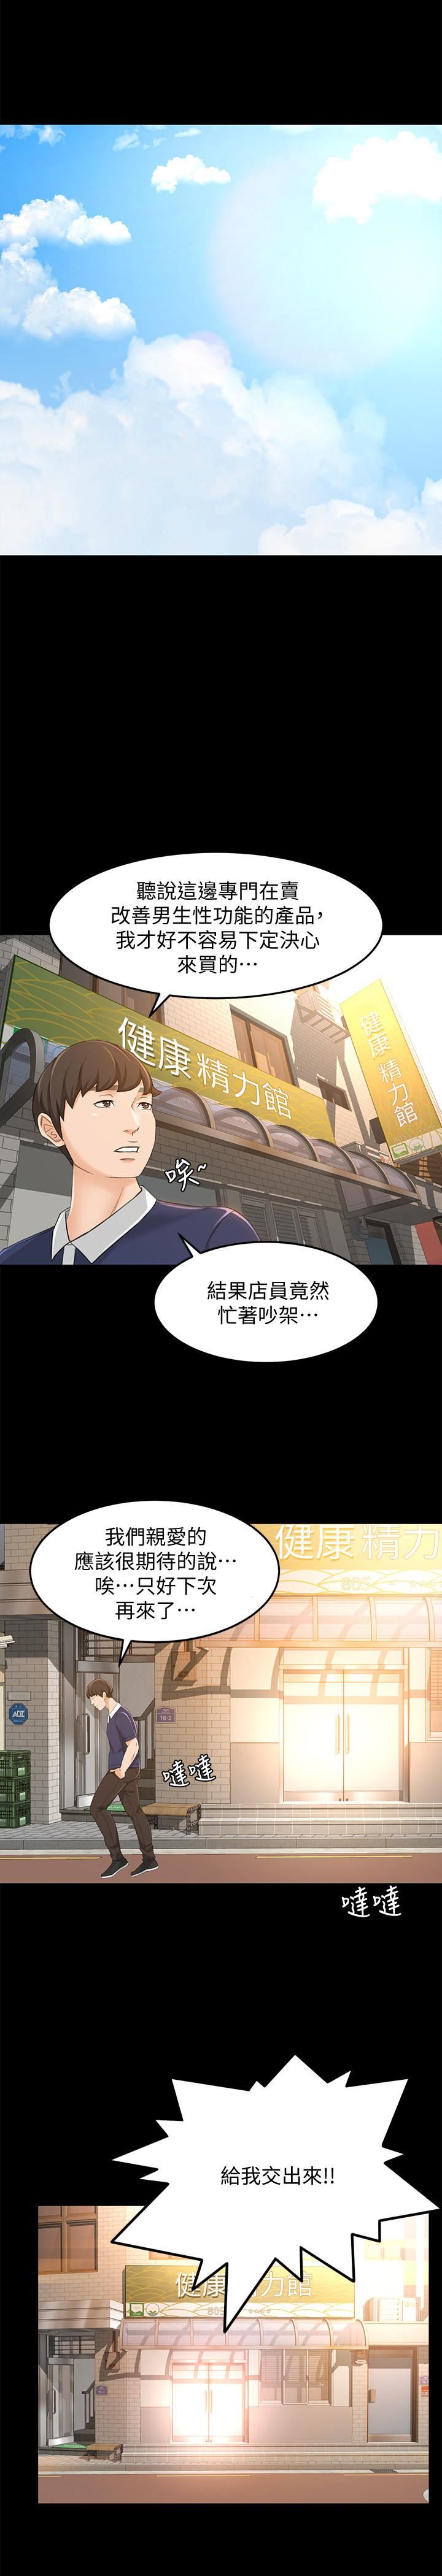 聽說這邊專門在賣
改善男生性功能的產品，
我才好不容易下定決心
來買的…
健康精力館
健康精力館
唉~
結果店員竟然
忙著吵架…
我們親愛的
應該很期待的說…
唉…只好下次
再來了…
健康精力
805
16-2
噠噠
噠噠
給我交出來!!
健康精力館
805